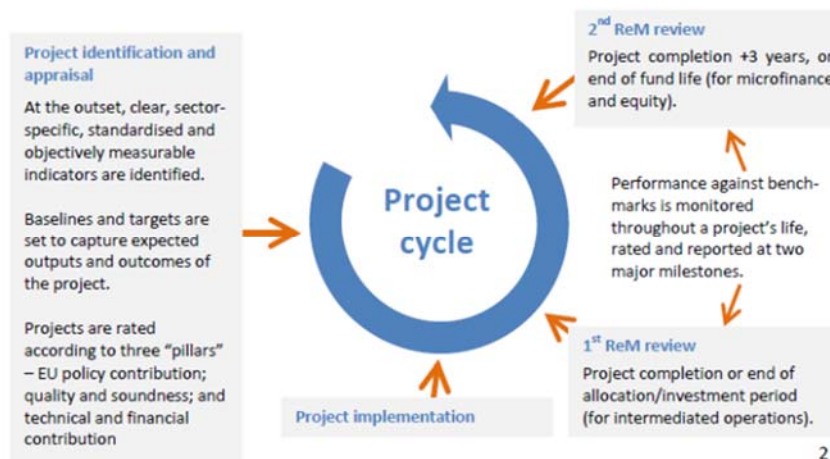 Project identification and
appraisal
At the outset, clear, sector-
specific, standardised and
objectively measurable
indicators are identified.
Baselines and targets are
set to capture expected
outputs and outcomes of
the project.
Projects are rated
according to three “pillars”
– EU policy contribution;
quality and soundness; and
technical and financial
contribution
Project
cycle
Project implementation
2nd ReM review
Project completion +3 years, or
end of fund life (for microfinance
and equity).
Performance against bench-
marks is monitored
throughout a project’s life,
rated and reported at two
major milestones.
1st ReM review
Project completion or end of
allocation/investment period
(for intermediated operations).
2